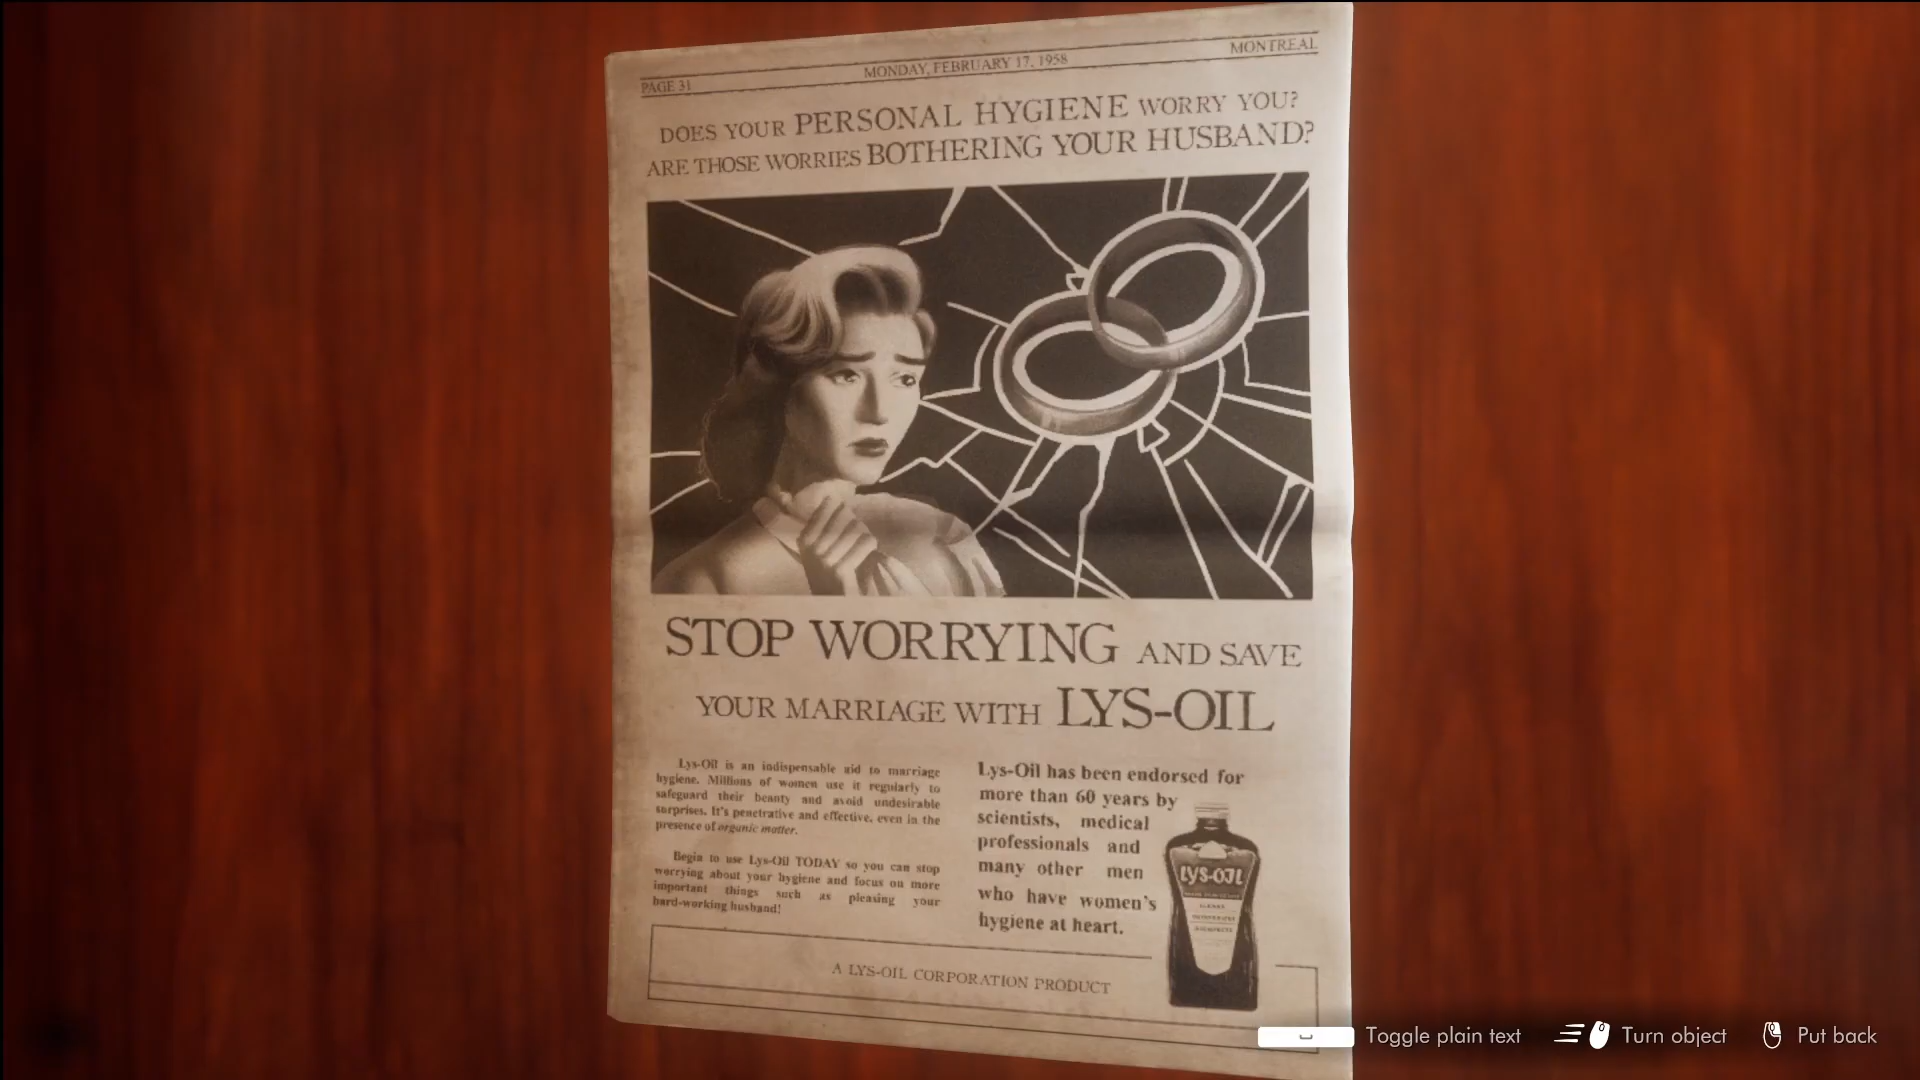 PAGE 31
MONDAY, FEBRUARY 17, 1958
MONTREAL
DOES YOUR PERSONAL HYGIENE WORRY YOU?
ARE THOSE WORRIES BOTHERING YOUR HUSBAND?
STOP WORRYING AND SAVE
YOUR MARRIAGE WITH LYS-OIL
Lys-Oil is an indispensable aid to marriage
hygiene. Millions of women use it regularly to
safeguard their beauty and avoid undesirable
surprises. It's penetrative and effective, even in the
presence of organic matter.
Begin to use Lys-Oil TODAY so you can stop
worrying about your hygiene and focus on more
important things such as pleasing your
hard-working husband!
Lys-Oil has been endorsed for
more than 60 years by
scientists, medical
professionals and
many other men
who have women's
hygiene at heart.
LYS-OIL
A LYS-OIL CORPORATION PRODUCT
Toggle plain text
Turn object
Put back